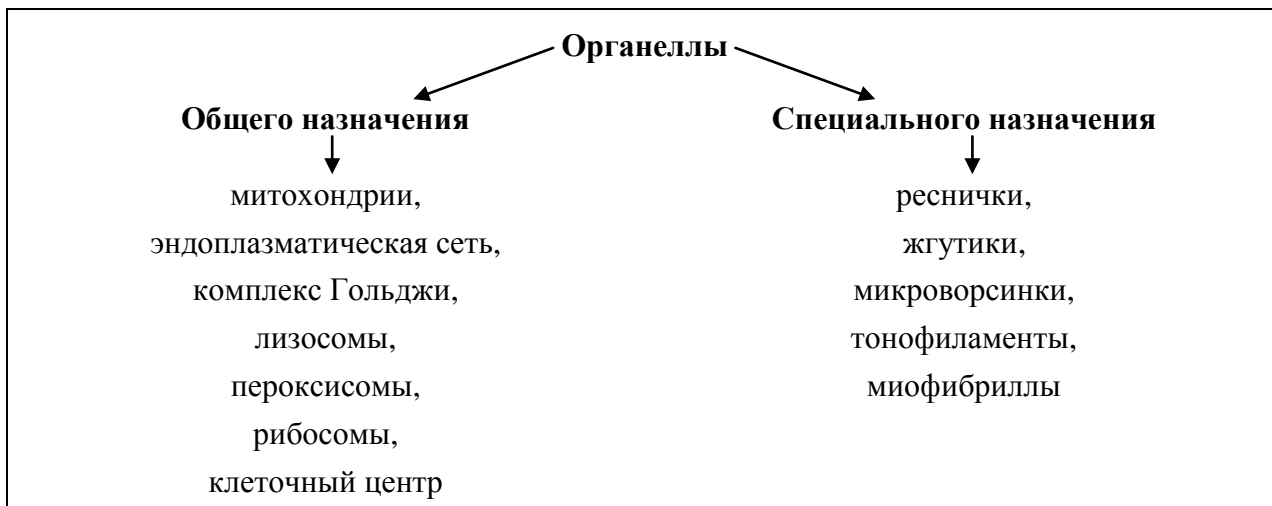 Органеллы
Общего назначения
митохондрии,
эндоплазматическая сеть,
комплекс Гольджи,
лизосомы,
пероксисомы,
рибосомы,
клеточный центр
Специального назначения
реснички,
жгутики,
микроворсинки,
тонофиламенты,
миофибриллы